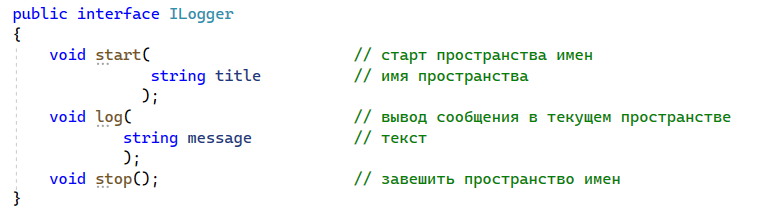 public interface ILogger
{
void start( // старт пространства имен
string title // имя пространства
);
void log( // вывод сообщения в текущем пространстве
string message // текст
);
void stop(); // завешить пространство имен
}